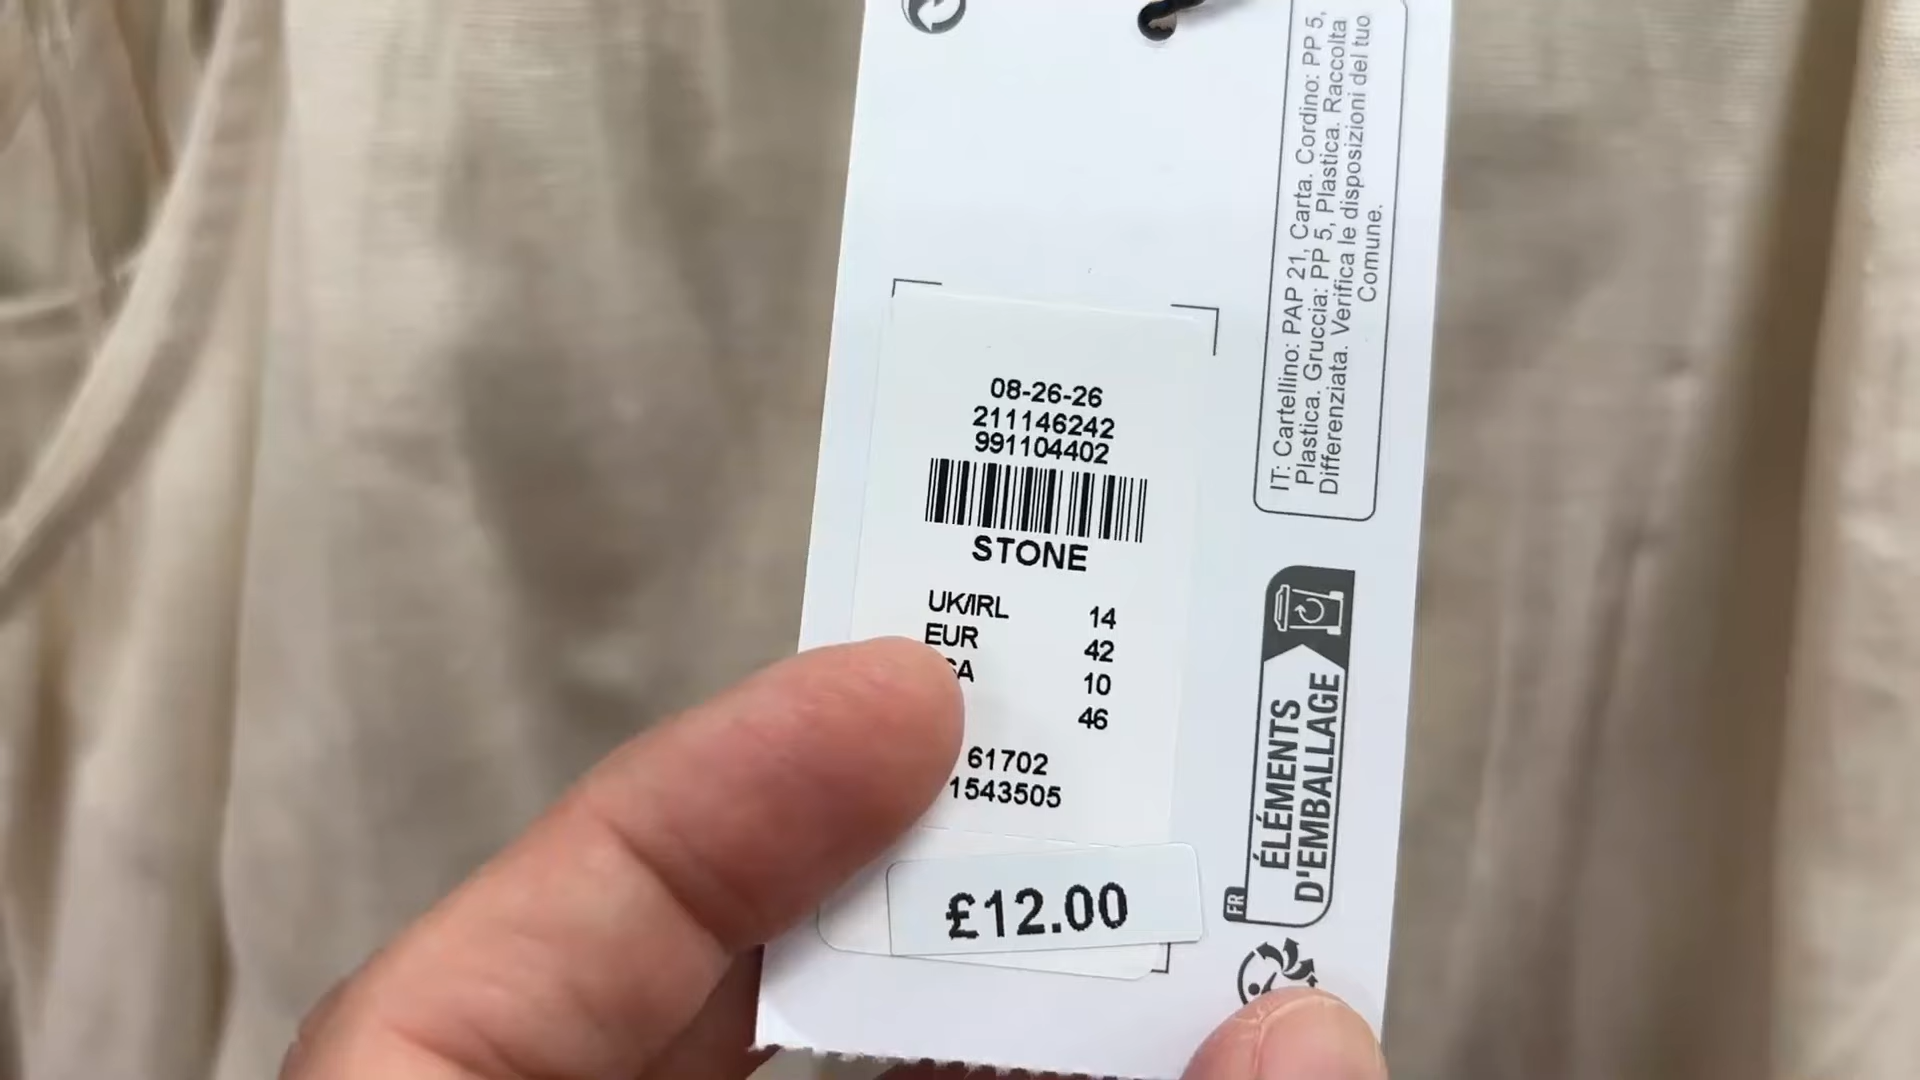 08-26-26
211146242
991104402
STONE
UK/IRL 14
EUR 42
SA 10
46
61702
1543505
£12.00
IT: Cartellino: PAP 21, Carta. Cordino: PP 5,
Plastica. Gruccia: PP 5, Plastica. Raccolta
Differenziata. Verifica le disposizioni del tuo
Comune.
FR
ÉLÉMENTS
D'EMBALLAGE